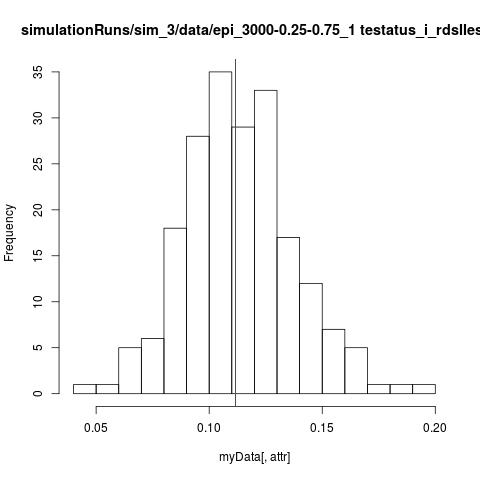 simulationRuns/sim_3/data/epi_3000-0.25-0.75_1 testatus_i_rdslles
Frequency
35
30
25
20
15
10
5
0
0.05 0.10 0.15 0.20
myData[, attr]